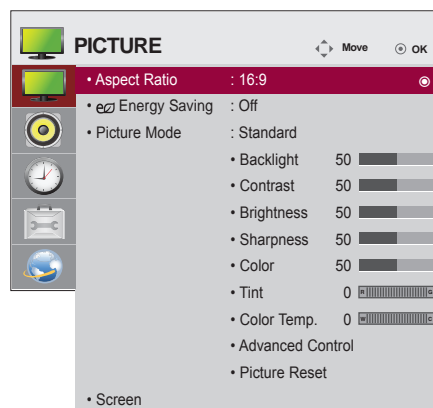 PICTURE Move OK
• Aspect Ratio : 16:9
• Energy Saving : Off
• Picture Mode : Standard
• Backlight 50
• Contrast 50
• Brightness 50
• Sharpness 50
• Color 50
• Tint 0 R G
• Color Temp. 0 W C
• Advanced Control
• Picture Reset
• Screen